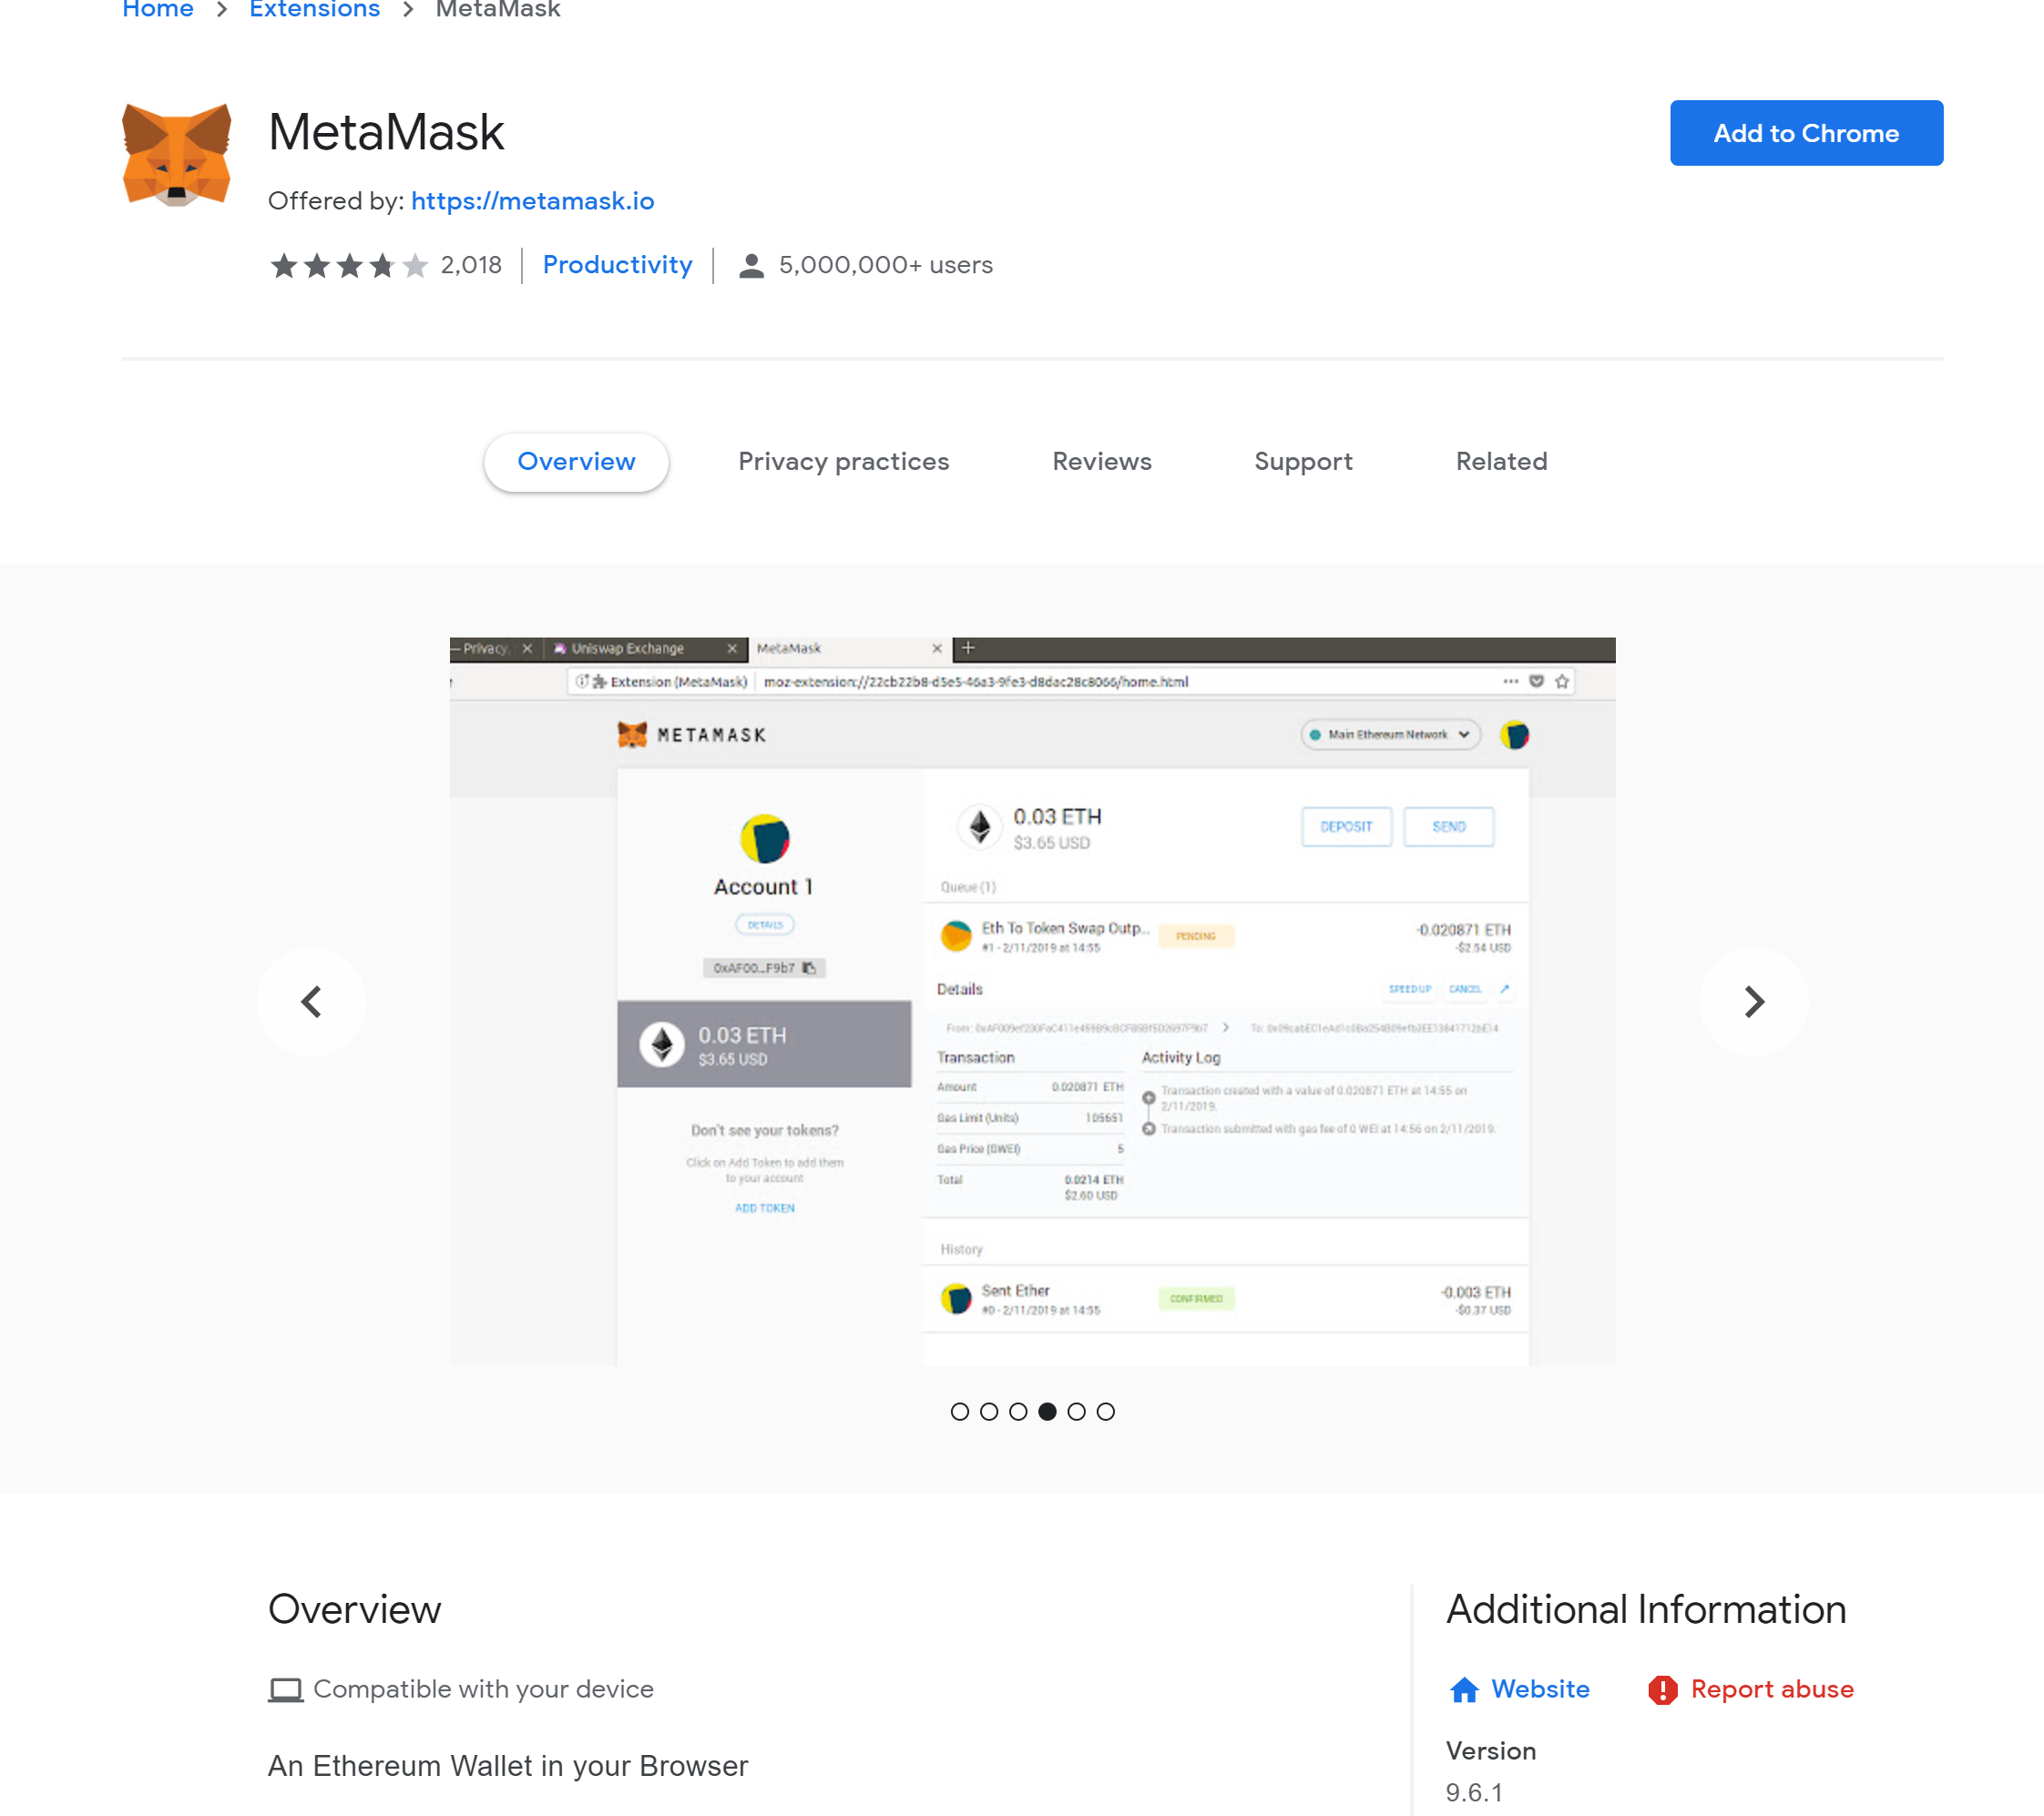 Home > Extensions > MetaMask
MetaMask
Add to Chrome
Offered by: https://metamask.io
2,018 Productivity 5,000,000+ users
Overview Privacy practices Reviews Support Related
Privacy, Uniswap Exchange MetaMask
Extension (MetaMask) moz-extension://22cb22b8-d5e5-46a3-9fe3-d8dac28c8066/home.html
METAMASK
Main Ethereum Network
Account 1
DETAILS
0xAF00...F9b7
0.03 ETH
$3.65 USD
Don't see your tokens?
Click on Add Token to add them
to your account
ADD TOKEN
0.03 ETH
$3.65 USD
DEPOSIT SEND
Queue (1)
Eth To Token Swap Outp... PENDING -0.020871 ETH
#1 - 2/11/2019 at 14:55 -$2.54 USD
Details SPEED UP CANCEL
From: To:
Transaction
Amount 0.020871 ETH
Gas Limit (Units) 105651
Gas Price (GWEI) 5
Total 0.0214 ETH
$2.60 USD
Activity Log
Transaction created with a value of 0.020871 ETH at 14:55 on
2/11/2019.
Transaction submitted with gas fee of 0 WEI at 14:56 on 2/11/2019.
History
Sent Ether CONFIRMED -0.003 ETH
#0 - 2/11/2019 at 14:55 -$0.37 USD
Overview
Compatible with your device
An Ethereum Wallet in your Browser
Additional Information
Website Report abuse
Version
9.6.1